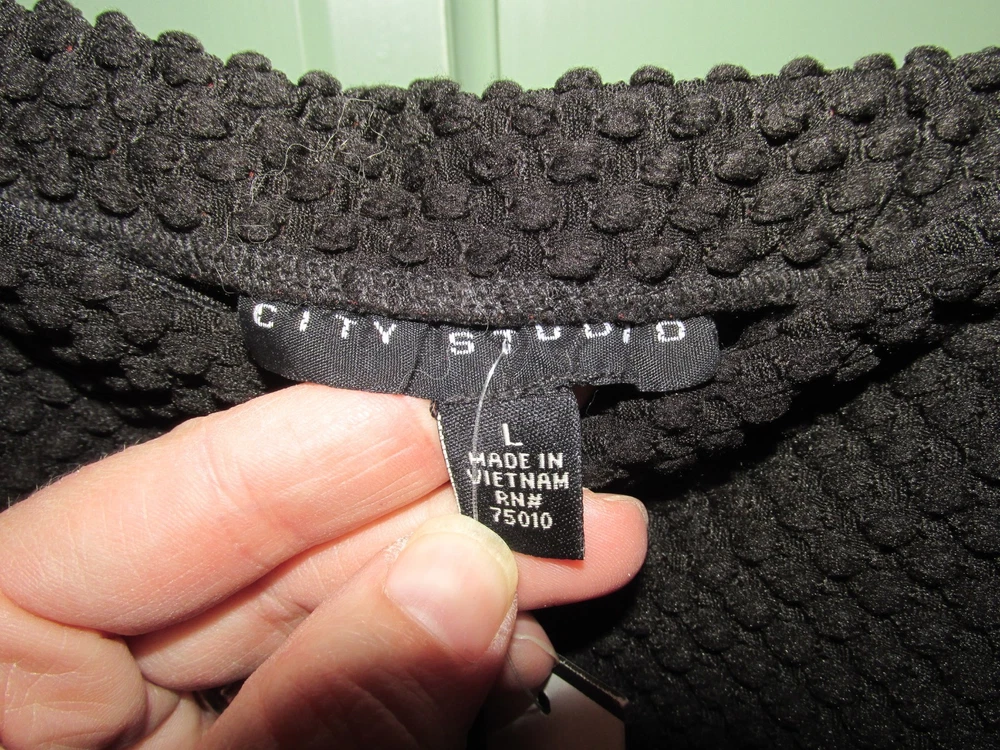 CITY STUDIO
L
MADE IN
VIETNAM
RN#
75010